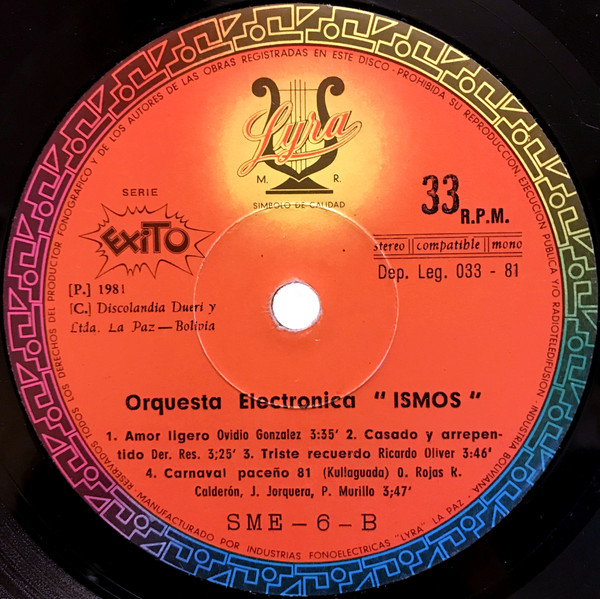 RESERVADOS TODOS LOS DERECHOS DEL PRODUCTOR FONOGRAFICO Y DE LOS AUTORES DE LAS OBRAS REGISTRADAS EN ESTE DISCO - PROHIBIDA SU REPRODUCCION, EJECUCION PUBLICA Y/O RADIOTELEDIFUSION - INDUSTRIA BOLIVIANA
Lyra
M. R.
SIMBOLO DE CALIDAD
SERIE
EXITO
33 R.P.M.
stereo compatible mono
Dep. Leg. 033 - 81
[P.] 1981
[C.] Discolandia Dueri y
Ltda. La Paz — Bolivia
Orquesta Electronica "ISMOS"
1. Amor ligero Ovidio Gonzalez 3:35' 2. Casado y arrepen-
tido Der. Res. 3;25' 3. Triste recuerdo Ricardo Oliver 3:46'
4. Carnaval paceño 81 (Kullaguada) O. Rojas R.
Calderón, J. Jorquera, P. Murillo 3;47'
SME-6-B
MANUFACTURADO POR INDUSTRIAS FONOELECTRICAS "LYRA" LA PAZ -